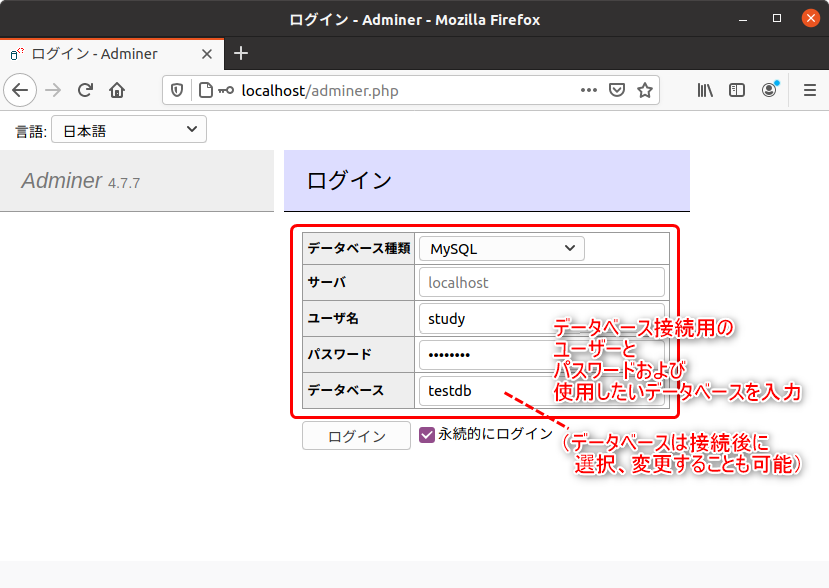 ログイン - Adminer - Mozilla Firefox
ログイン - Adminer
localhost/adminer.php
言語: 日本語
Adminer 4.7.7
ログイン
データベース種類 MySQL
サーバ localhost
ユーザ名 study
パスワード ••••••••
データベース testdb
データベース接続用の
ユーザーと
パスワードおよび
使用したいデータベースを入力
ログイン 永続的にログイン
（データベースは接続後に
選択、変更することも可能）